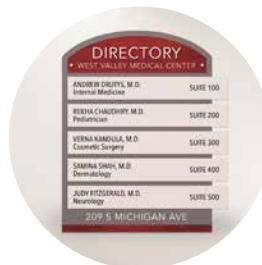 DIRECTORY
• WEST VALLEY MEDICAL CENTER •
ANDREW DRUTYS, M.D.
Internal Medicine
SUITE 100
REKHA CHAUDHRY, M.D.
Pediatrician
SUITE 200
VERNA KANDULA, M.D.
Cosmetic Surgery
SUITE 300
SAMINA SHAH, M.D.
Dermatology
SUITE 400
JUDY FITZGERALD, M.D.
Neurology
SUITE 500
209 S MICHIGAN AVE